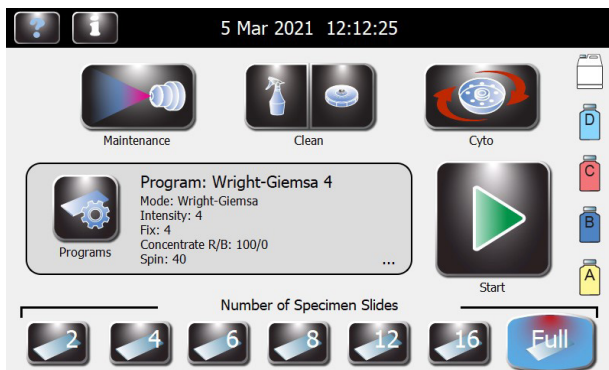 ? i 5 Mar 2021 12:12:25
Maintenance Clean Cyto
D
Program: Wright-Giemsa 4
Mode: Wright-Giemsa
Intensity: 4
Fix: 4
Concentrate R/B: 100/0
Spin: 40 ...
Programs
Start
C
B
A
Number of Specimen Slides
2 4 6 8 12 16 Full